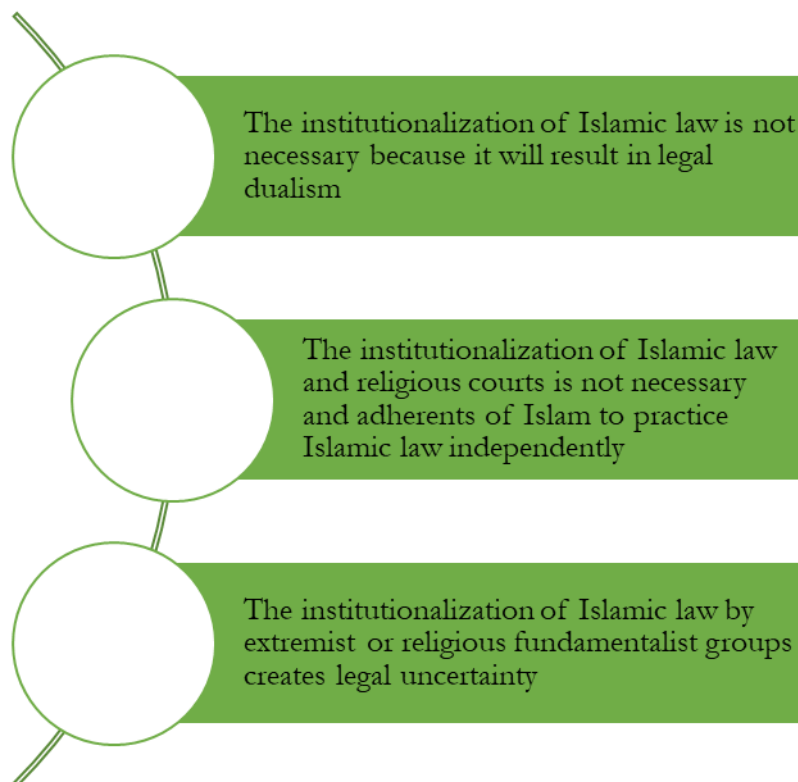 The institutionalization of Islamic law is not
necessary because it will result in legal
dualism
The institutionalization of Islamic law
and religious courts is not necessary
and adherents of Islam to practice
Islamic law independently
The institutionalization of Islamic law by
extremist or religious fundamentalist groups
creates legal uncertainty